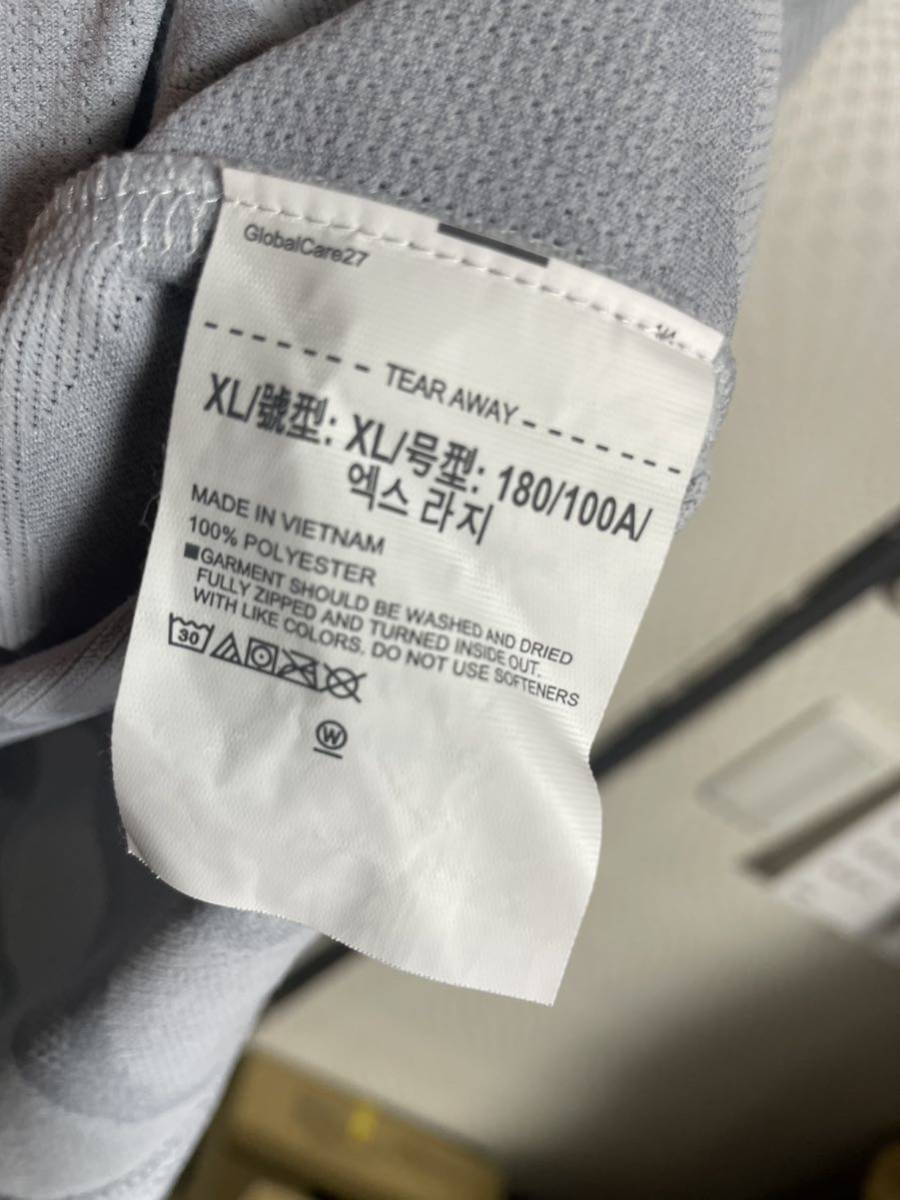 GlobalCare27
TEAR AWAY
XL/號型: XL/号型: 180/100A/
엑스 라지
MADE IN VIETNAM
100% POLYESTER
■GARMENT SHOULD BE WASHED AND DRIED
FULLY ZIPPED AND TURNED INSIDE OUT.
WITH LIKE COLORS. DO NOT USE SOFTENERS
30
W